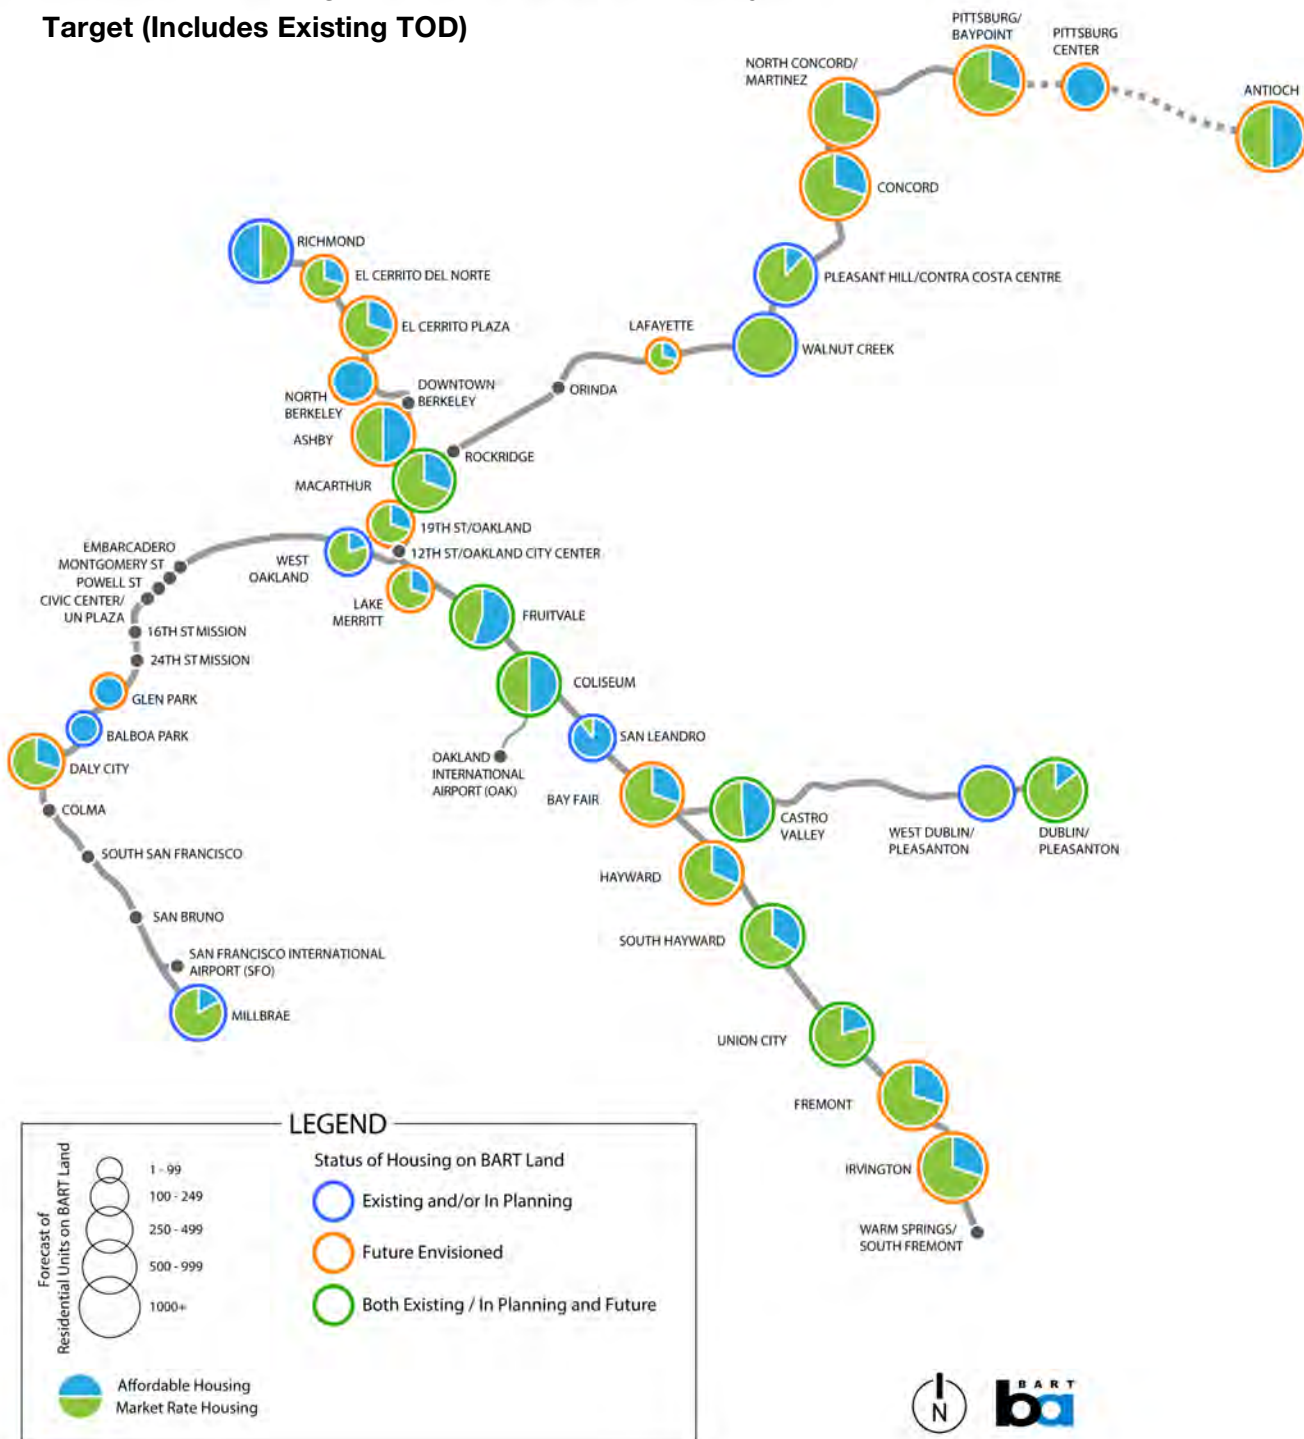 Target (Includes Existing TOD)
PITTSBURG/
BAYPOINT
PITTSBURG
CENTER
NORTH CONCORD/
MARTINEZ
ANTIOCH
CONCORD
RICHMOND
EL CERRITO DEL NORTE
PLEASANT HILL/CONTRA COSTA CENTRE
EL CERRITO PLAZA
LAFAYETTE
WALNUT CREEK
NORTH
BERKELEY
DOWNTOWN
BERKELEY
ORINDA
ASHBY
ROCKRIDGE
MACARTHUR
19TH ST/OAKLAND
12TH ST/OAKLAND CITY CENTER
WEST
OAKLAND
EMBARCADERO
MONTGOMERY ST
POWELL ST
CIVIC CENTER/
UN PLAZA
LAKE
MERRITT
FRUITVALE
16TH ST MISSION
24TH ST MISSION
COLISEUM
GLEN PARK
BALBOA PARK
SAN LEANDRO
DALY CITY
OAKLAND
INTERNATIONAL
AIRPORT (OAK)
BAY FAIR
CASTRO
VALLEY
WEST DUBLIN/
PLEASANTON
DUBLIN/
PLEASANTON
COLMA
SOUTH SAN FRANCISCO
HAYWARD
SAN BRUNO
SOUTH HAYWARD
SAN FRANCISCO INTERNATIONAL
AIRPORT (SFO)
MILLBRAE
UNION CITY
FREMONT
IRVINGTON
WARM SPRINGS/
SOUTH FREMONT
LEGEND
Forecast of
Residential Units on BART Land
1 - 99
100 - 249
250 - 499
500 - 999
1000+
Status of Housing on BART Land
Existing and/or In Planning
Future Envisioned
Both Existing / In Planning and Future
Affordable Housing
Market Rate Housing
N
BART
ba